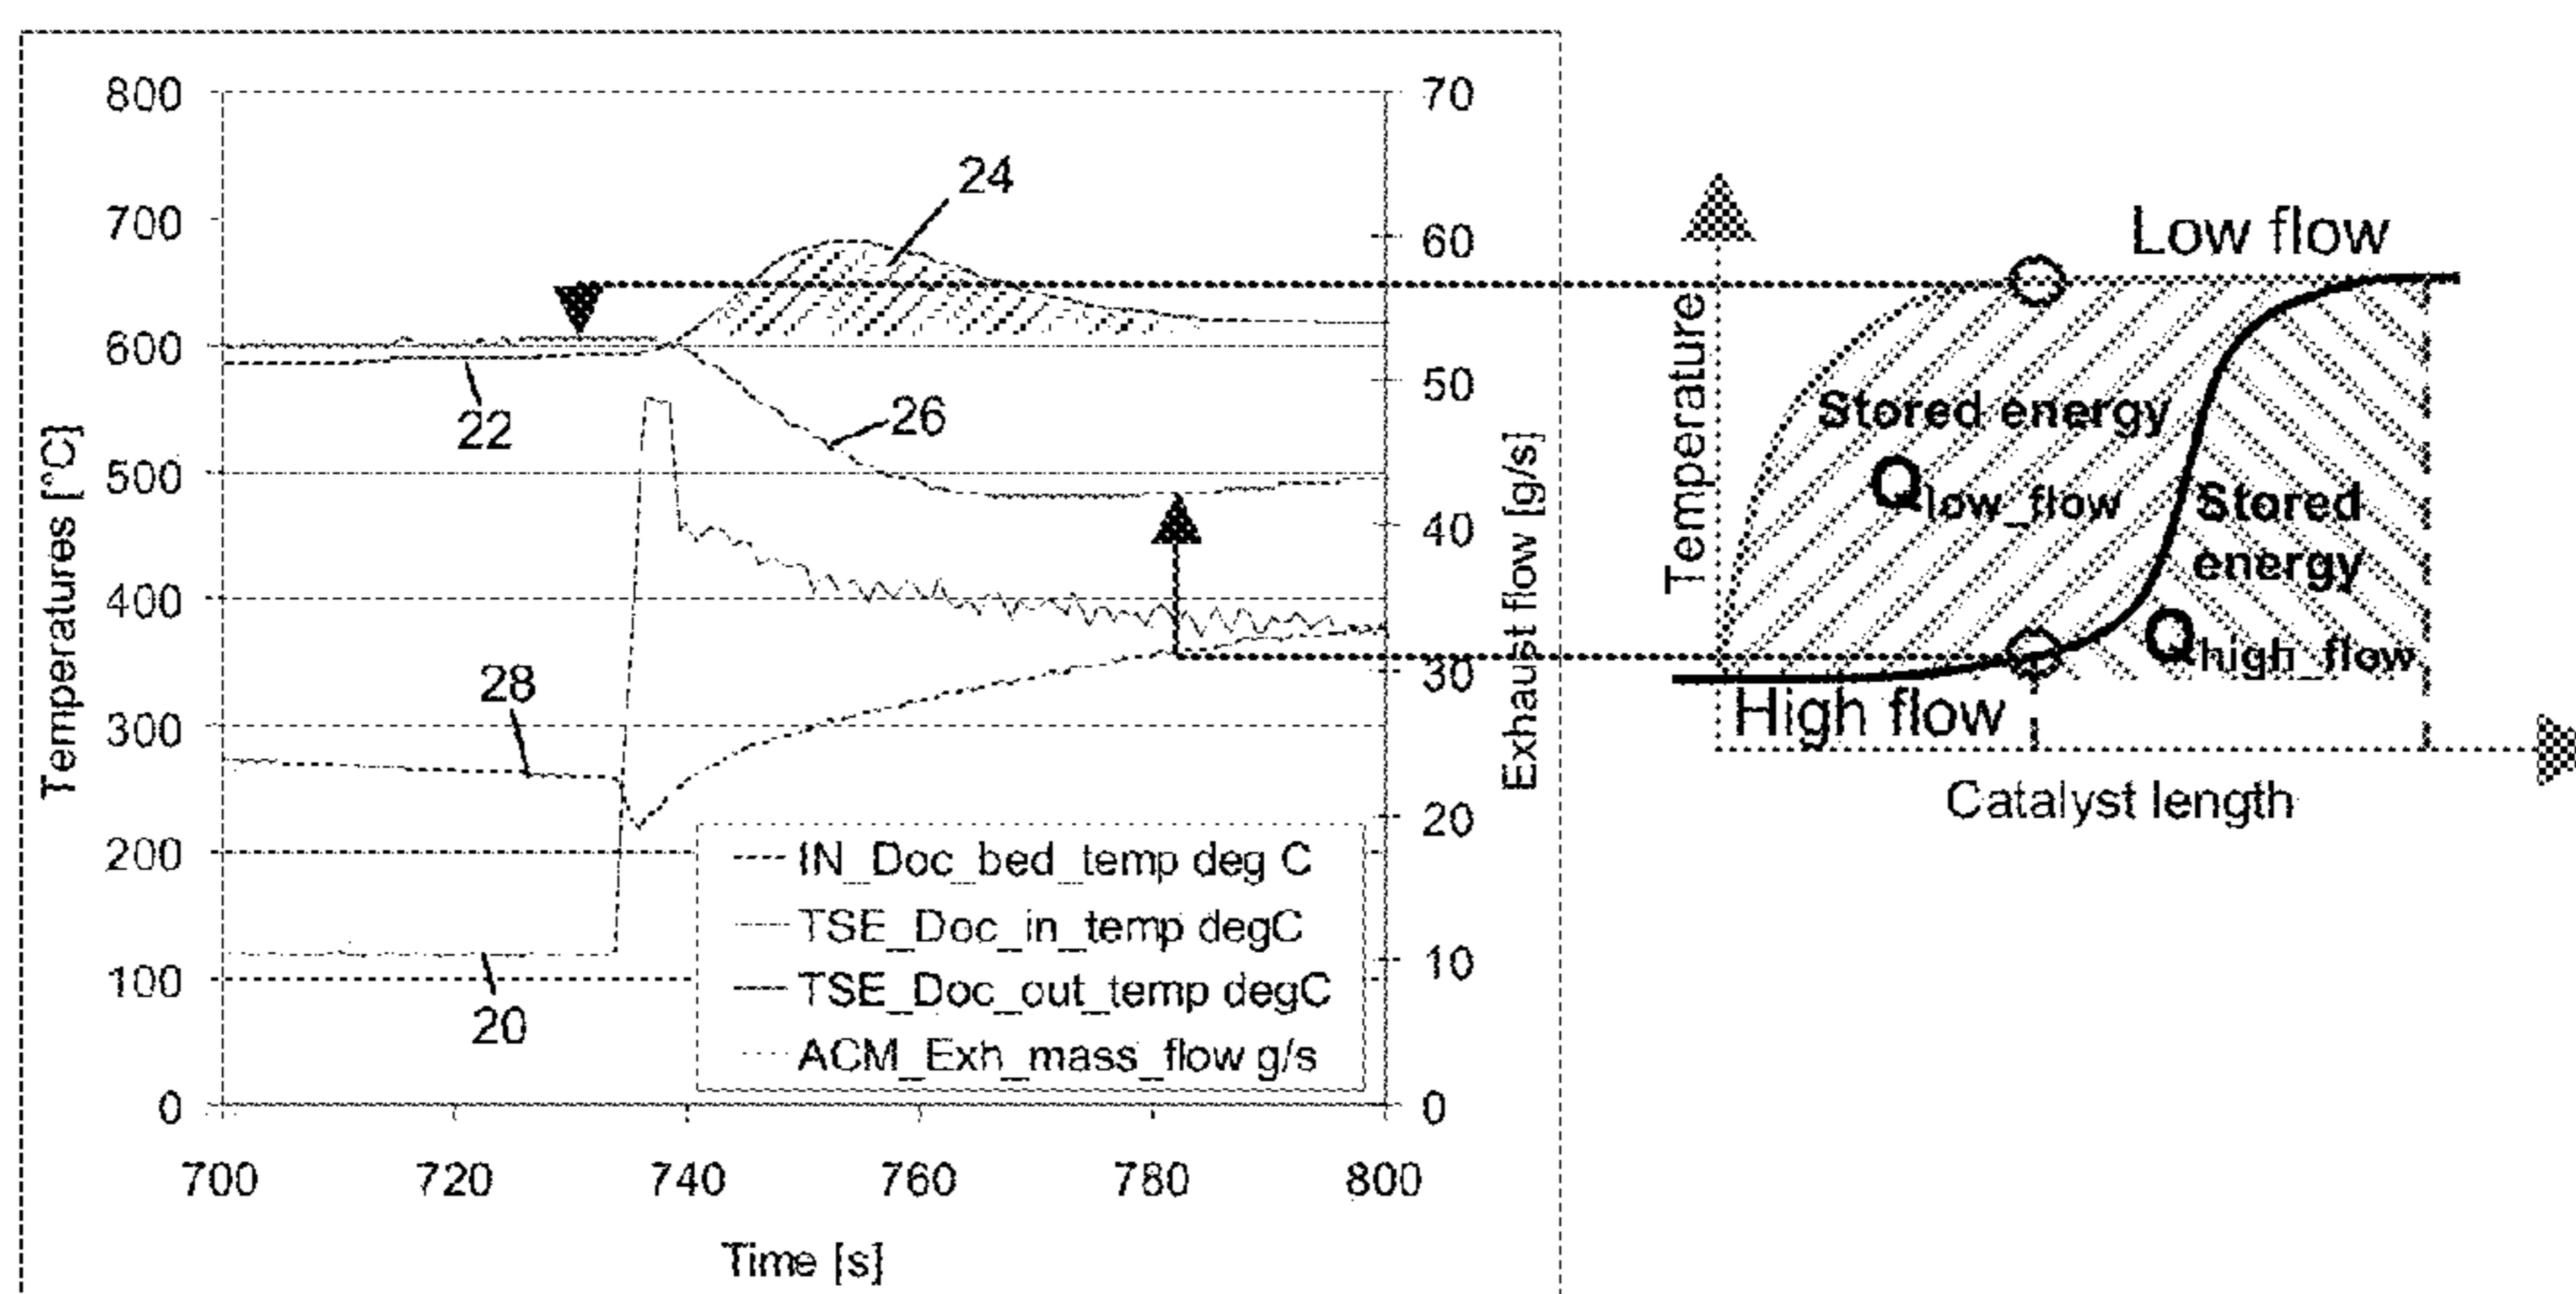 800
700
600
500
400
300
200
100
0
Temperatures [°C]
70
60
50
40
30
20
10
0
Exhaust flow [g/s]
24
22
26
28
20
IN_Doc_bed_temp deg C
TSE_Doc_in_temp degC
TSE_Doc_out_temp degC
ACM_Exh_mass_flow g/s
700 720 740 760 780 800
Time [s]
Temperature
Low flow
Stored energy
Qlow_flow
Stored
energy
Qhigh_flow
High flow
Catalyst length